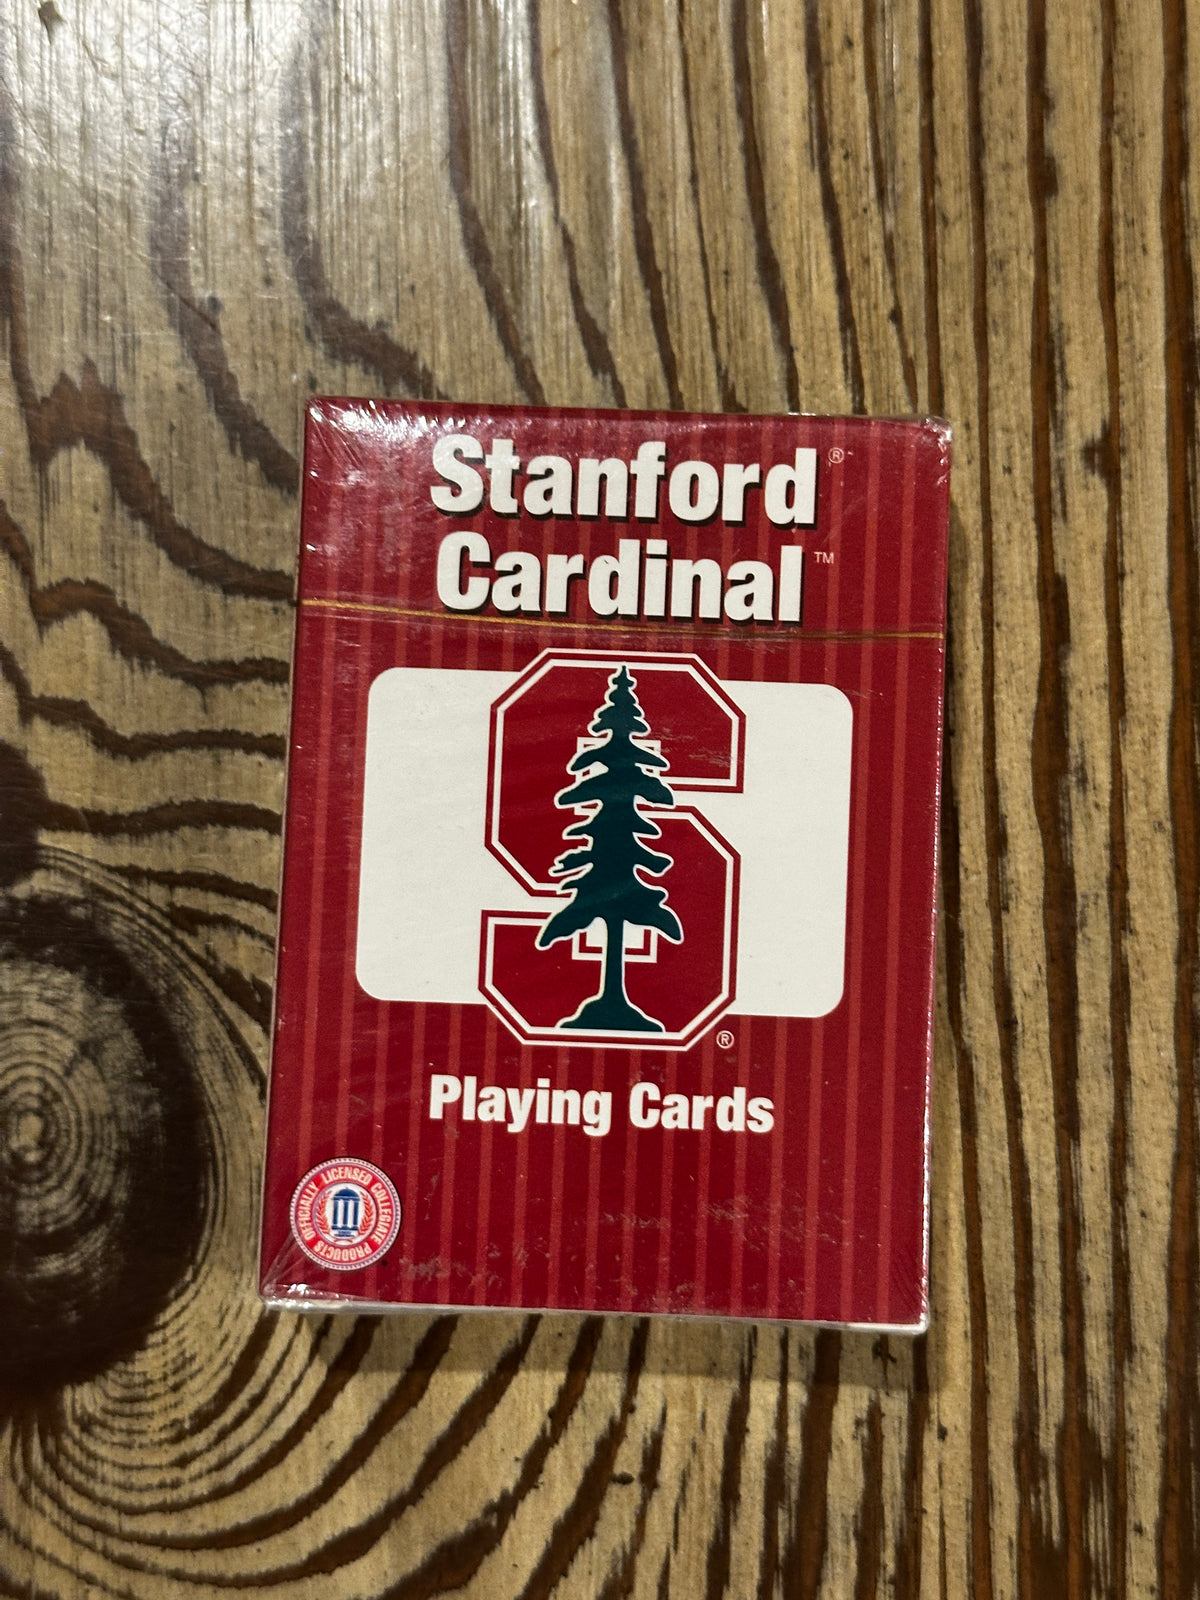 Stanford®
Cardinal™
S
®
Playing Cards
OFFICIALLY LICENSED COLLEGIATE PRODUCTS